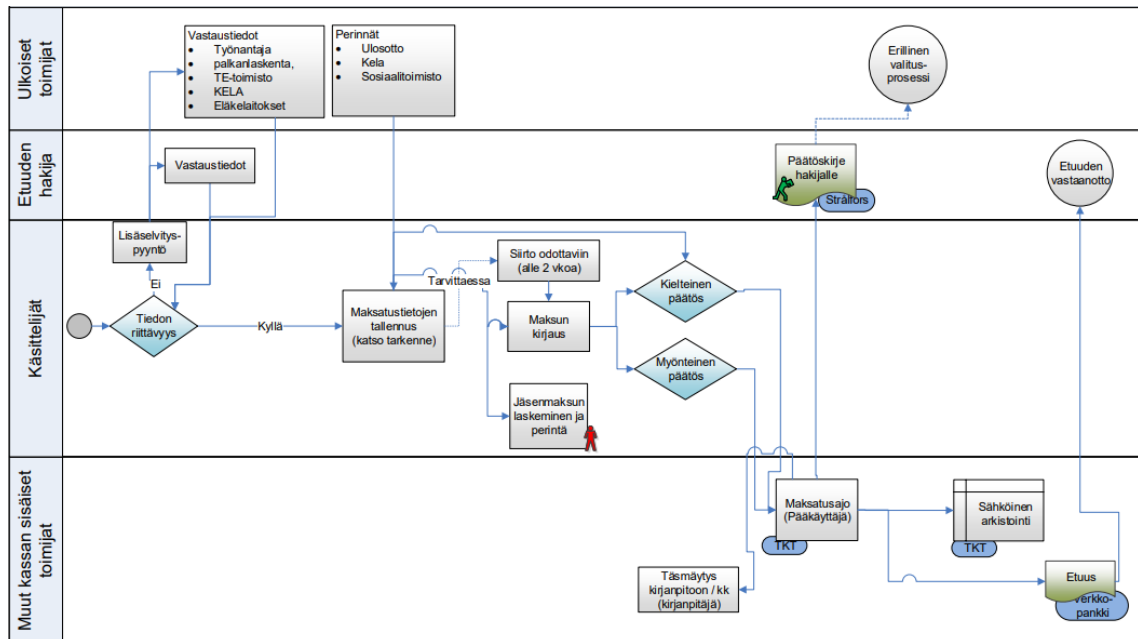 Ulkoiset
toimijat
Vastaustiedot
• Työnantaja
• palkanlaskenta,
• TE-toimisto
• KELA
• Eläkelaitokset
Perinnät
• Ulosotto
• Kela
• Sosiaalitoimisto
Erillinen
valitus-
prosessi
Etuuden
hakija
Vastaustiedot
Päätöskirje
hakijalle
Strålfors
Etuuden
vastaanotto
Käsittelijät
Lisäselvitys-
pyyntö
Ei
Tiedon
riittävyys
Kyllä
Maksatustietojen
tallennus
(katso tarkenne)
Tarvittaessa
Siirto odottaviin
(alle 2 vkoa)
Maksun
kirjaus
Jäsenmaksun
laskeminen ja
perintä
Kielteinen
päätös
Myönteinen
päätös
Muut kassan sisäiset
toimijat
Maksatusajo
(Pääkäyttäjä)
TKT
Sähköinen
arkistointi
TKT
Täsmäytys
kirjanpitoon / kk
(kirjanpitäjä)
Etuus
Verkko-
pankki